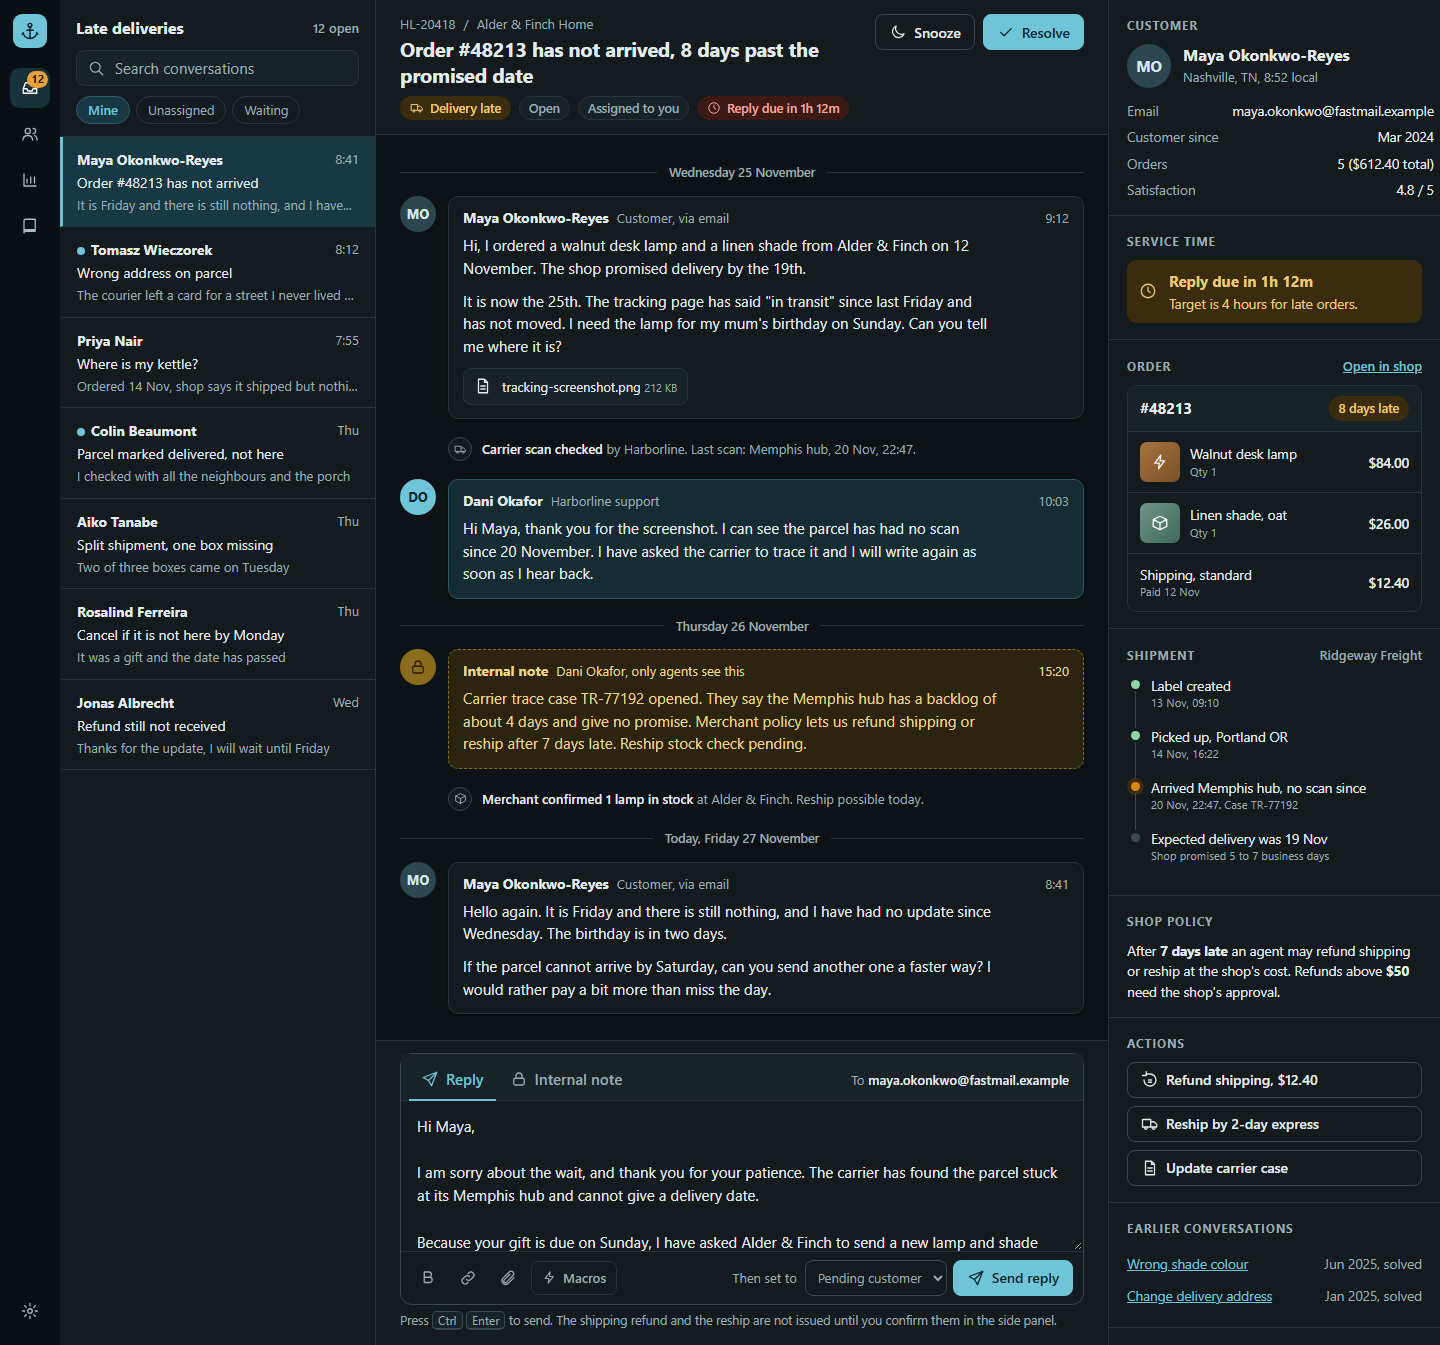 12
Late deliveries
12 open
Search conversations
Mine
Unassigned
Waiting
Maya Okonkwo-Reyes
8:41
Order #48213 has not arrived
It is Friday and there is still nothing, and I have...
Tomasz Wieczorek
8:12
Wrong address on parcel
The courier left a card for a street I never lived ...
Priya Nair
7:55
Where is my kettle?
Ordered 14 Nov, shop says it shipped but nothi...
Colin Beaumont
Thu
Parcel marked delivered, not here
I checked with all the neighbours and the porch
Aiko Tanabe
Thu
Split shipment, one box missing
Two of three boxes came on Tuesday
Rosalind Ferreira
Thu
Cancel if it is not here by Monday
It was a gift and the date has passed
Jonas Albrecht
Wed
Refund still not received
Thanks for the update, I will wait until Friday
HL-20418 / Alder & Finch Home
Order #48213 has not arrived, 8 days past the
promised date
Snooze
Resolve
Delivery late
Open
Assigned to you
Reply due in 1h 12m
Wednesday 25 November
MO
Maya Okonkwo-Reyes Customer, via email
9:12
Hi, I ordered a walnut desk lamp and a linen shade from Alder & Finch on 12
November. The shop promised delivery by the 19th.
It is now the 25th. The tracking page has said "in transit" since last Friday and
has not moved. I need the lamp for my mum's birthday on Sunday. Can you tell
me where it is?
tracking-screenshot.png 212 KB
Carrier scan checked by Harborline. Last scan: Memphis hub, 20 Nov, 22:47.
DO
Dani Okafor Harborline support
10:03
Hi Maya, thank you for the screenshot. I can see the parcel has had no scan
since 20 November. I have asked the carrier to trace it and I will write again as
soon as I hear back.
Thursday 26 November
Internal note Dani Okafor, only agents see this
15:20
Carrier trace case TR-77192 opened. They say the Memphis hub has a backlog of
about 4 days and give no promise. Merchant policy lets us refund shipping or
reship after 7 days late. Reship stock check pending.
Merchant confirmed 1 lamp in stock at Alder & Finch. Reship possible today.
Today, Friday 27 November
MO
Maya Okonkwo-Reyes Customer, via email
8:41
Hello again. It is Friday and there is still nothing, and I have had no update since
Wednesday. The birthday is in two days.
If the parcel cannot arrive by Saturday, can you send another one a faster way? I
would rather pay a bit more than miss the day.
Reply
Internal note
To maya.okonkwo@fastmail.example
Hi Maya,
I am sorry about the wait, and thank you for your patience. The carrier has found the parcel stuck
at its Memphis hub and cannot give a delivery date.
Because your gift is due on Sunday, I have asked Alder & Finch to send a new lamp and shade
B
Macros
Then set to
Pending customer
Send reply
Press Ctrl Enter to send. The shipping refund and the reship are not issued until you confirm them in the side panel.
CUSTOMER
MO
Maya Okonkwo-Reyes
Nashville, TN, 8:52 local
Email
maya.okonkwo@fastmail.example
Customer since
Mar 2024
Orders
5 ($612.40 total)
Satisfaction
4.8 / 5
SERVICE TIME
Reply due in 1h 12m
Target is 4 hours for late orders.
ORDER
Open in shop
#48213
8 days late
Walnut desk lamp
Qty 1
$84.00
Linen shade, oat
Qty 1
$26.00
Shipping, standard
Paid 12 Nov
$12.40
SHIPMENT
Ridgeway Freight
Label created
13 Nov, 09:10
Picked up, Portland OR
14 Nov, 16:22
Arrived Memphis hub, no scan since
20 Nov, 22:47. Case TR-77192
Expected delivery was 19 Nov
Shop promised 5 to 7 business days
SHOP POLICY
After 7 days late an agent may refund shipping
or reship at the shop's cost. Refunds above $50
need the shop's approval.
ACTIONS
Refund shipping, $12.40
Reship by 2-day express
Update carrier case
EARLIER CONVERSATIONS
Wrong shade colour
Jun 2025, solved
Change delivery address
Jan 2025, solved